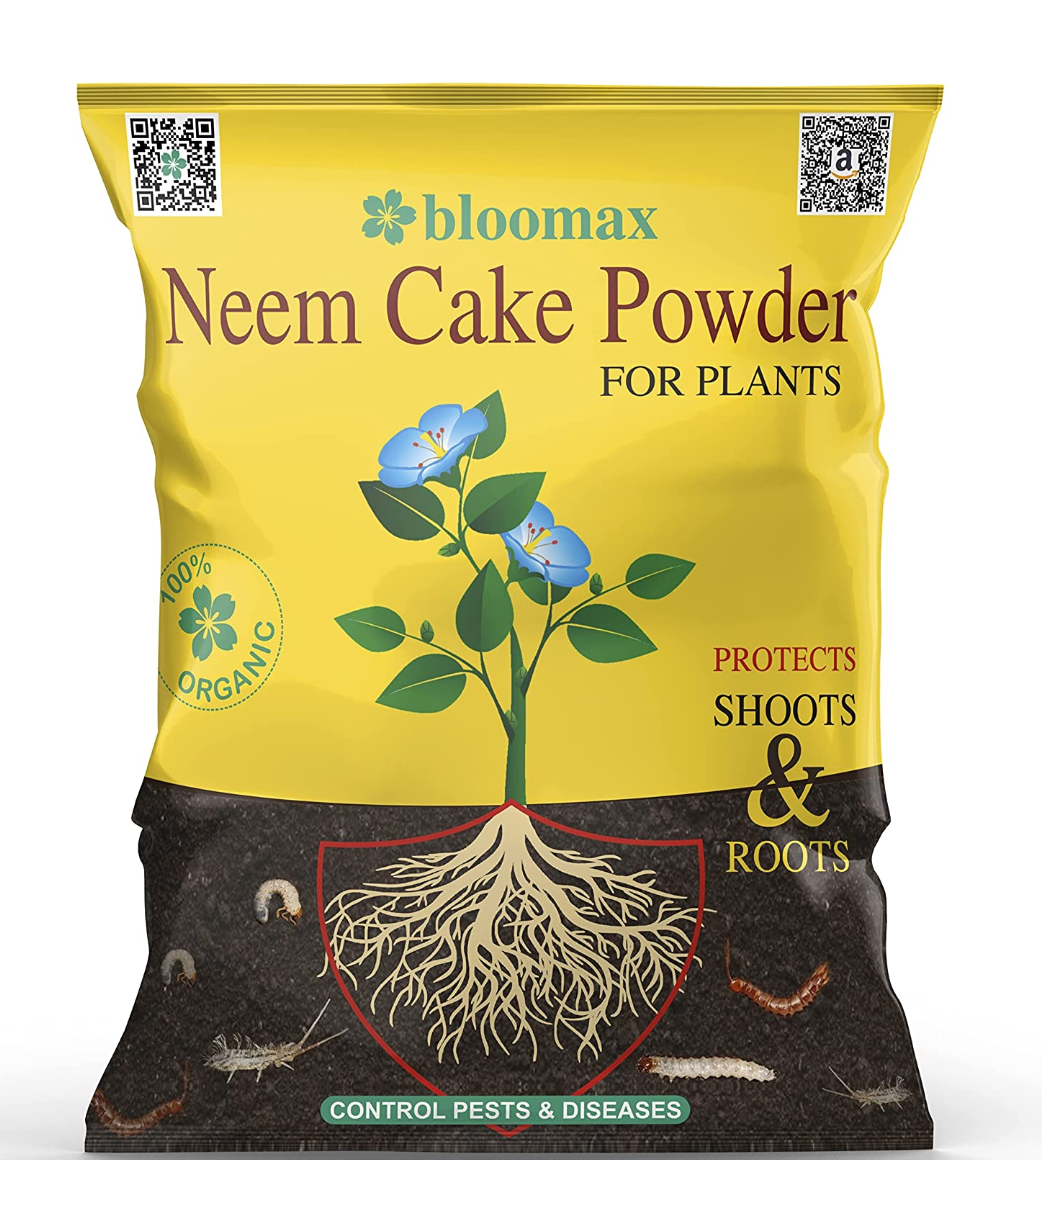 bloomax
Neem Cake Powder
FOR PLANTS
100%
ORGANIC
PROTECTS
SHOOTS
&
ROOTS
CONTROL PESTS & DISEASES
a